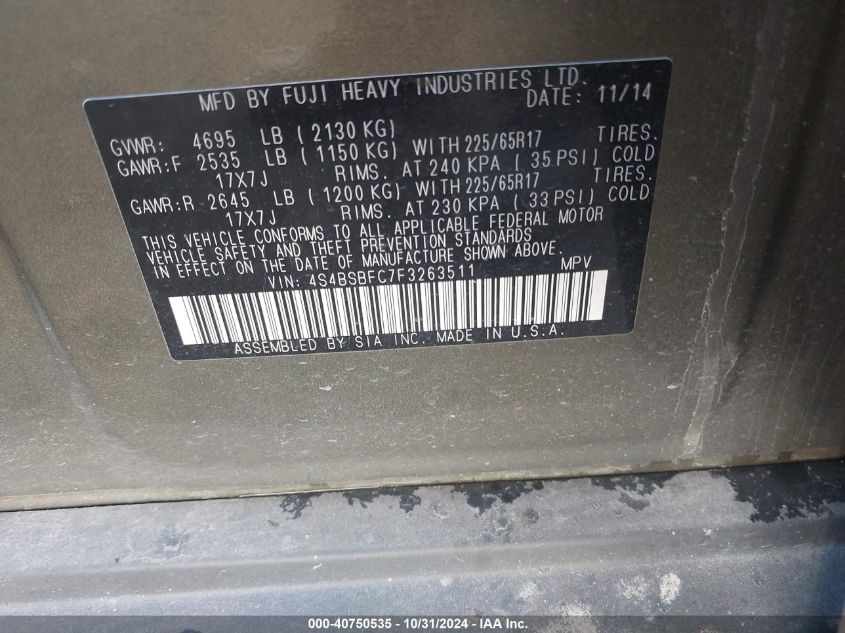 MFD BY FUJI HEAVY INDUSTRIES LTD.
DATE: 11/14
GVWR: 4695 LB ( 2130 KG)
GAWR:F 2535 LB ( 1150 KG) WITH 225/65R17 TIRES.
17X7J RIMS. AT 240 KPA ( 35 PSI) COLD
GAWR:R 2645 LB ( 1200 KG) WITH 225/65R17 TIRES.
17X7J RIMS. AT 230 KPA ( 33 PSI) COLD
THIS VEHICLE CONFORMS TO ALL APPLICABLE FEDERAL MOTOR
VEHICLE SAFETY AND THEFT PREVENTION STANDARDS
IN EFFECT ON THE DATE OF MANUFACTURE SHOWN ABOVE.
VIN: 4S4BSBFC7F3263511 MPV
ASSEMBLED BY SIA INC. MADE IN U.S.A.
000-40750535 - 10/31/2024 - IAA Inc.